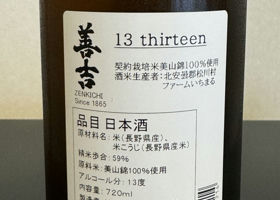 善吉
ZENKICHI
Since 1865
13 thirteen
契約栽培米美山錦100%使用
酒米生産者:北安曇郡松川村
ファームいちまる
品目 日本酒
原材料名:米(長野県産)、
米こうじ(長野県産米)
精米歩合:59%
原料米:美山錦100%使用
アルコール分:13度
内容量:720ml